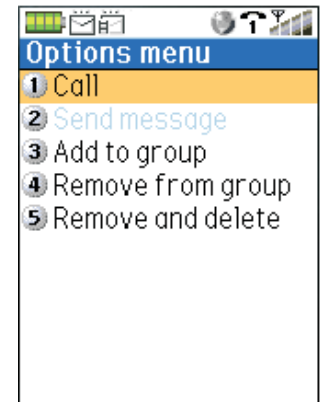 Options menu
1 Call
2 Send message
3 Add to group
4 Remove from group
5 Remove and delete